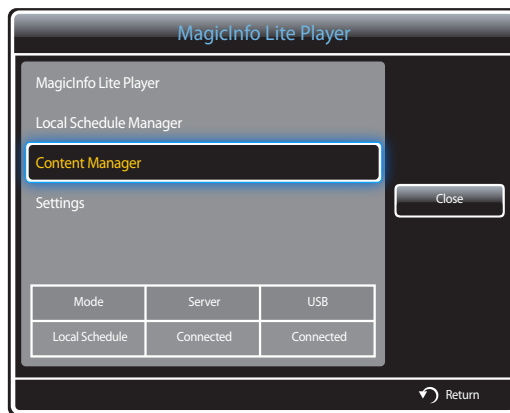 MagicInfo Lite Player
MagicInfo Lite Player
Local Schedule Manager
Content Manager
Settings
Close
Mode Server USB
Local Schedule Connected Connected
Return